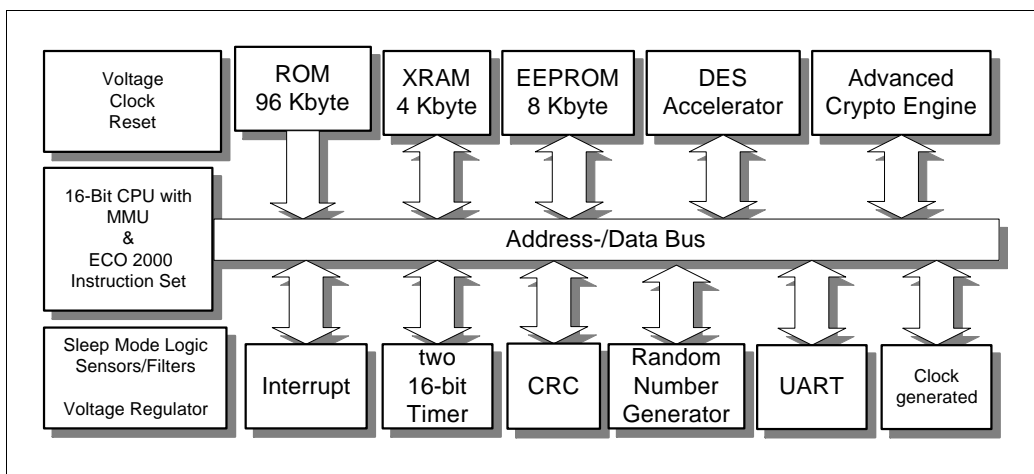 Voltage
Clock
Reset
ROM
96 Kbyte
XRAM
4 Kbyte
EEPROM
8 Kbyte
DES
Accelerator
Advanced
Crypto Engine
16-Bit CPU with
MMU
&
ECO 2000
Instruction Set
Address-/Data Bus
Sleep Mode Logic
Sensors/Filters
Voltage Regulator
Interrupt
two
16-bit
Timer
CRC
Random
Number
Generator
UART
Clock
generated